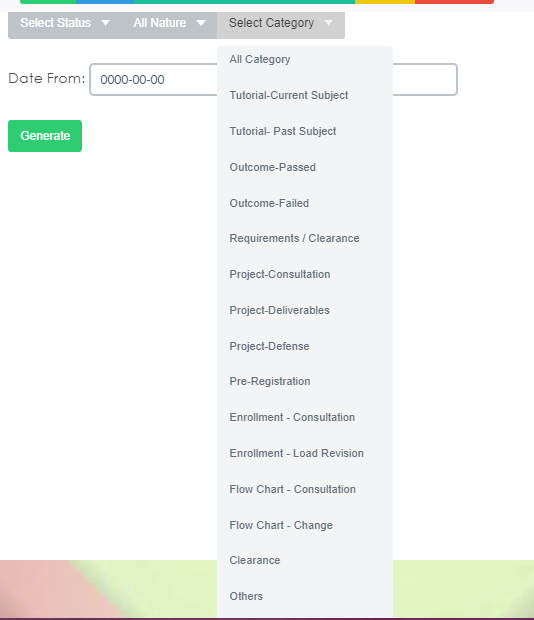 Select Status All Nature Select Category
All Category
Date From: 0000-00-00
Tutorial-Current Subject
Tutorial- Past Subject
Generate
Outcome-Passed
Outcome-Failed
Requirements / Clearance
Project-Consultation
Project-Deliverables
Project-Defense
Pre-Registration
Enrollment - Consultation
Enrollment - Load Revision
Flow Chart - Consultation
Flow Chart - Change
Clearance
Others